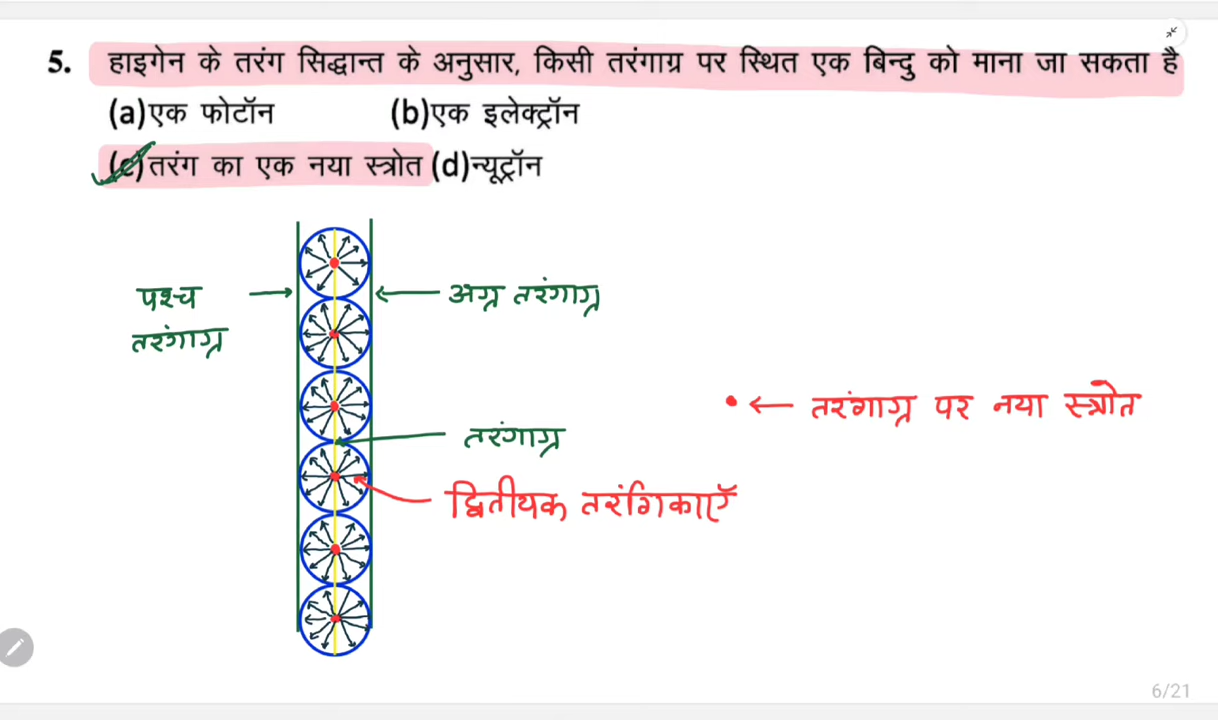 5. हाइगेन के तरंग सिद्धान्त के अनुसार, किसी तरंगाग्र पर स्थित एक बिन्दु को माना जा सकता है
(a)एक फोटॉन (b)एक इलेक्ट्रॉन
(c)तरंग का एक नया स्त्रोत (d)न्यूट्रॉन
पश्च
तरंगाग्र
अग्र तरंगाग्र
तरंगाग्र पर नया स्त्रोत
तरंगाग्र
द्वितीयक तरंगिकाएँ
6/21